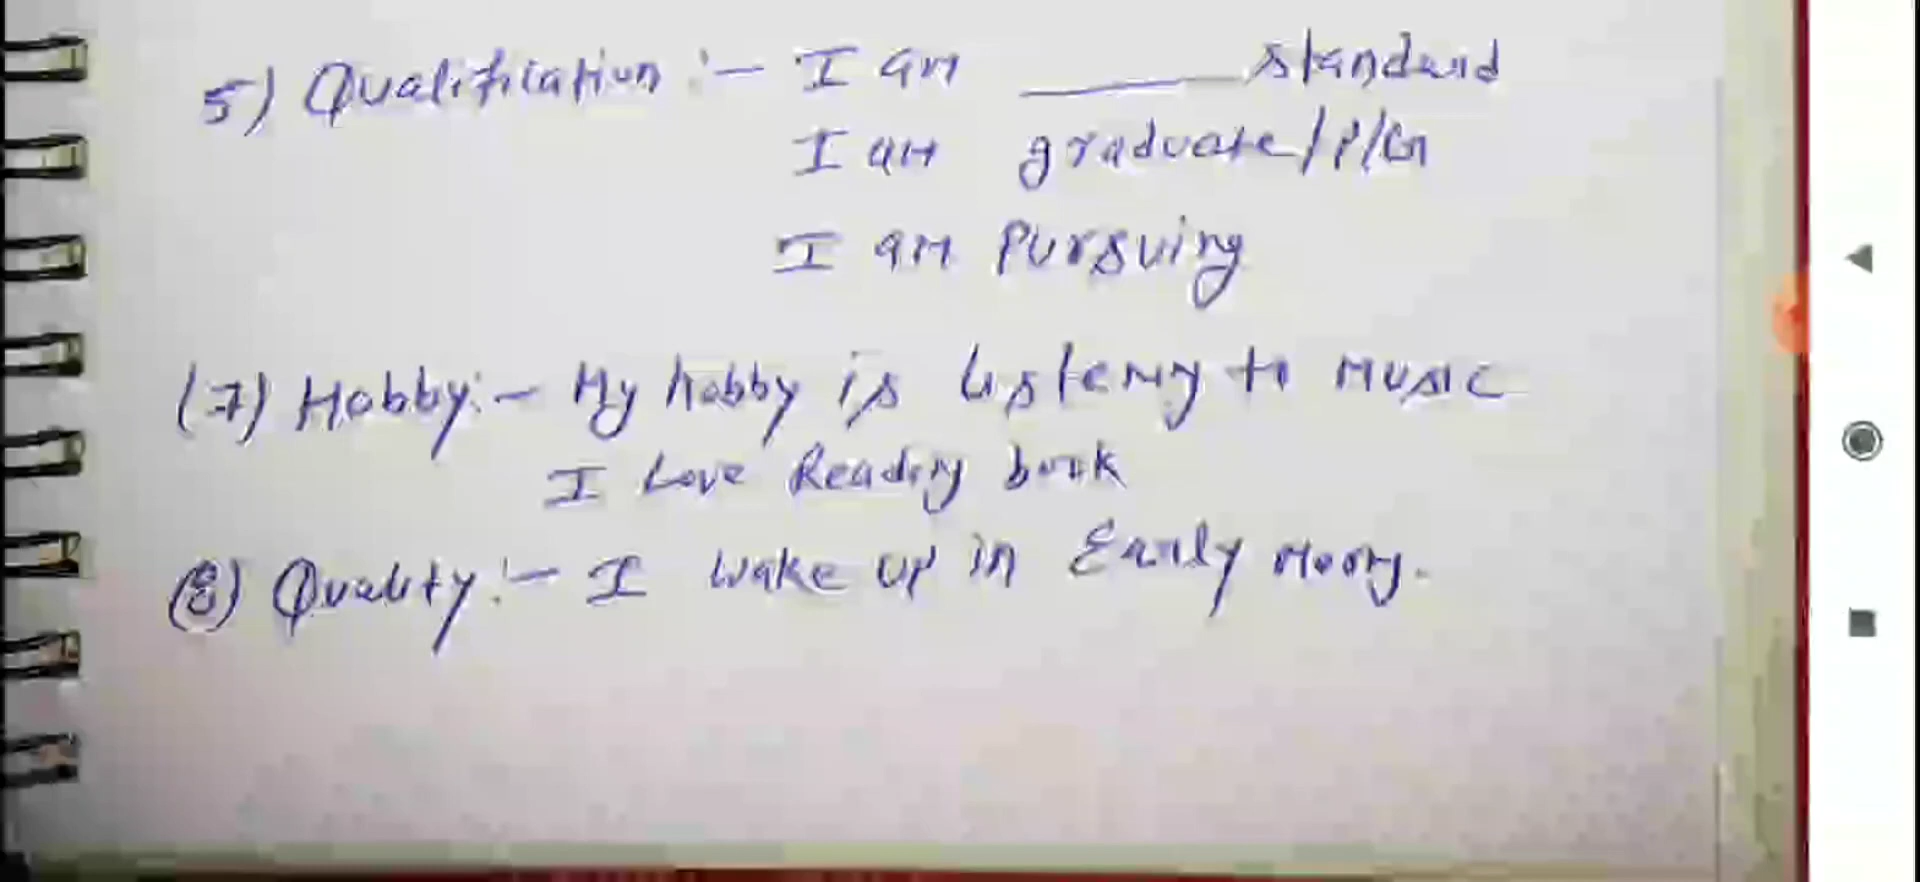 5) Qualification :- I am ____ standard
I am graduate/P/G
I am Pursuing
(7) Hobby:- My hobby is Listening to Music
I Love Reading book
(8) Quality:- I wake up in Early Morning.